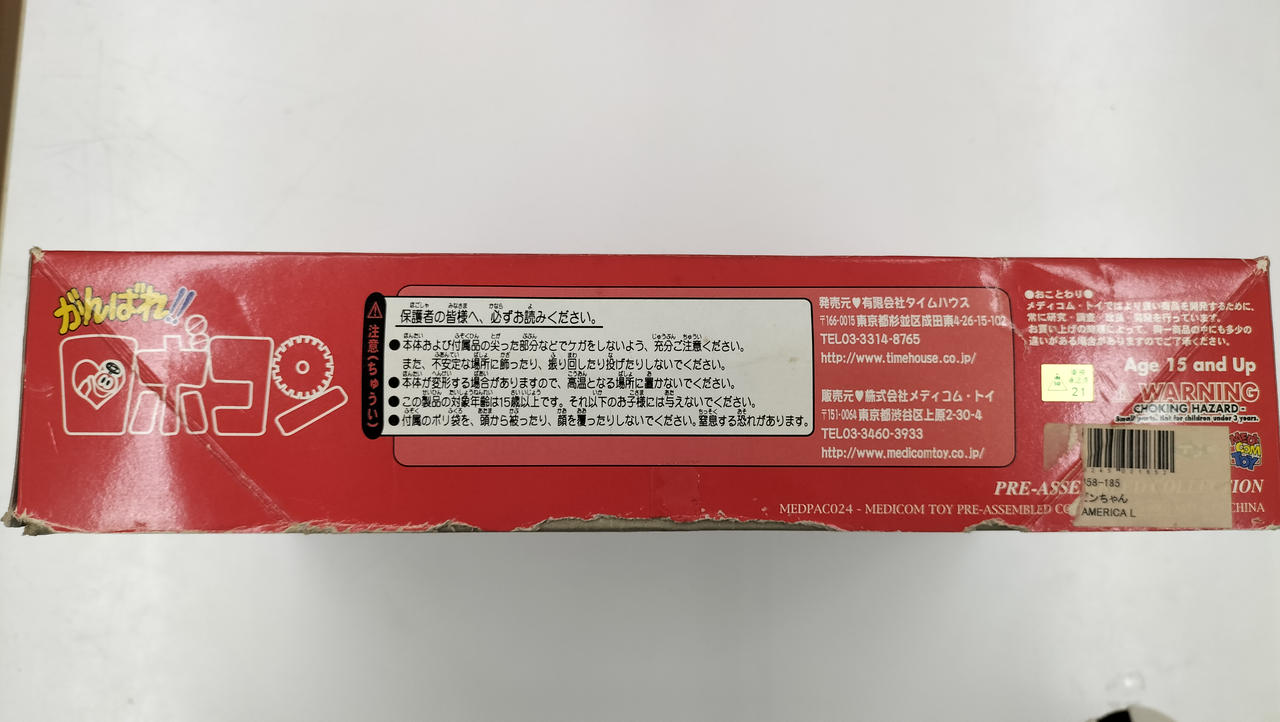 がんばれ!!
ロボコン
注意(ちゅうい)
保護者の皆様へ、必ずお読みください。
●本体および付属品の尖った部分などでケガをしないよう、充分ご注意ください。
また、不安定な場所に飾ったり、振り回したり投げたりしないでください。
●本体が変形する場合がありますので、高温となる場所に置かないでください。
●この製品の対象年齢は15歳以上です。それ以下のお子様には与えないでください。
●付属のポリ袋を、頭から被ったり、顔を覆ったりしないでください。窒息する恐れがあります。
発売元♥有限会社タイムハウス
〒166-0015 東京都杉並区成田東4-26-15-102
TEL03-3314-8765
http://www.timehouse.co.jp/
販売元♥株式会社メディコム・トイ
〒151-0064 東京都渋谷区上原2-30-4
TEL03-3460-3933
http://www.medicomtoy.co.jp/
●おことわり●
メディコム・トイではより良い商品を開発するために、
常に研究・調査・改良・開発を行っています。
お買い上げの時期によって、同一商品の中にも多少の
違いがある場合がありますのでご了承ください。
Age 15 and Up
21
WARNING
CHOKING HAZARD-
Small parts. Not for children under 3 years.
MEDICOM TOY
58-185
ンちゃん
AMERICA L
PRE-ASSE COLLECTION
MEDPAC024 - MEDICOM TOY PRE-ASSEMBLED CO CHINA